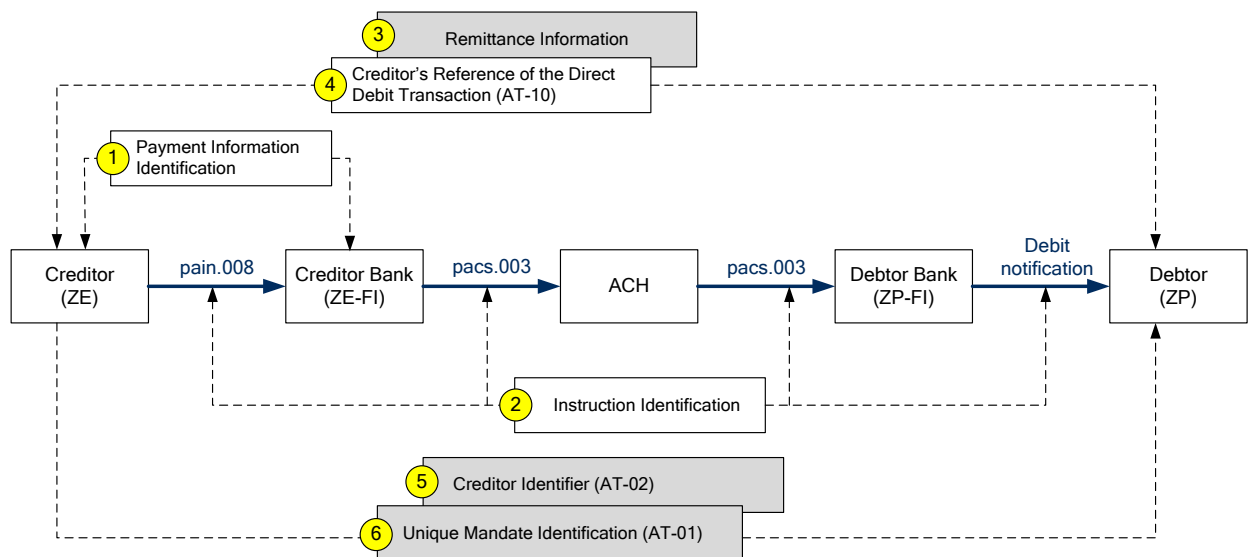 3
Remittance Information
4
Creditor's Reference of the Direct
Debit Transaction (AT-10)
1
Payment Information
Identification
Creditor
(ZE)
pain.008
Creditor Bank
(ZE-FI)
pacs.003
ACH
pacs.003
Debtor Bank
(ZP-FI)
Debit
notification
Debtor
(ZP)
2
Instruction Identification
5
Creditor Identifier (AT-02)
6
Unique Mandate Identification (AT-01)